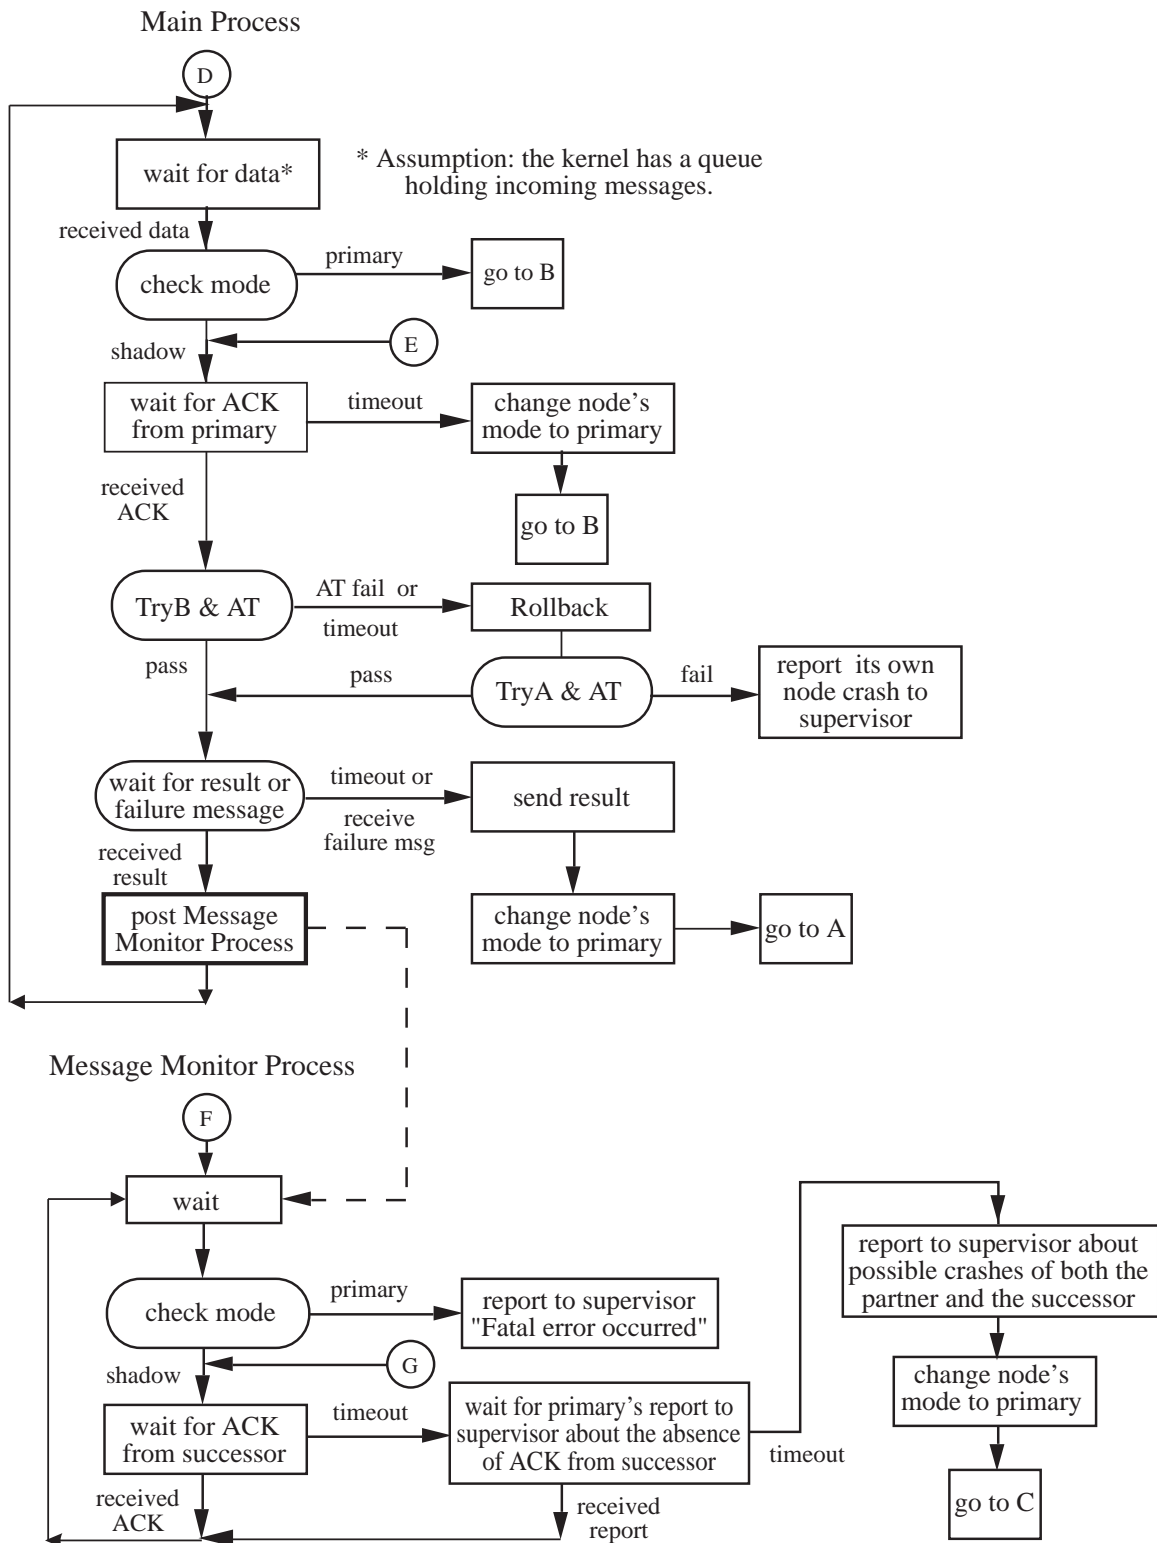 Main Process
D
wait for data*
* Assumption: the kernel has a queue
holding incoming messages.
received data
check mode
primary
go to B
E
shadow
wait for ACK
from primary
timeout
change node's
mode to primary
received
ACK
go to B
TryB & AT
AT fail or
timeout
Rollback
pass
pass
TryA & AT
fail
report its own
node crash to
supervisor
wait for result or
failure message
timeout or
receive
failure msg
send result
received
result
post Message
Monitor Process
change node's
mode to primary
go to A
Message Monitor Process
F
wait
check mode
primary
report to supervisor
"Fatal error occurred"
report to supervisor about
possible crashes of both the
partner and the successor
G
shadow
wait for ACK
from successor
timeout
wait for primary's report to
supervisor about the absence
of ACK from successor
timeout
change node's
mode to primary
received
ACK
received
report
go to C